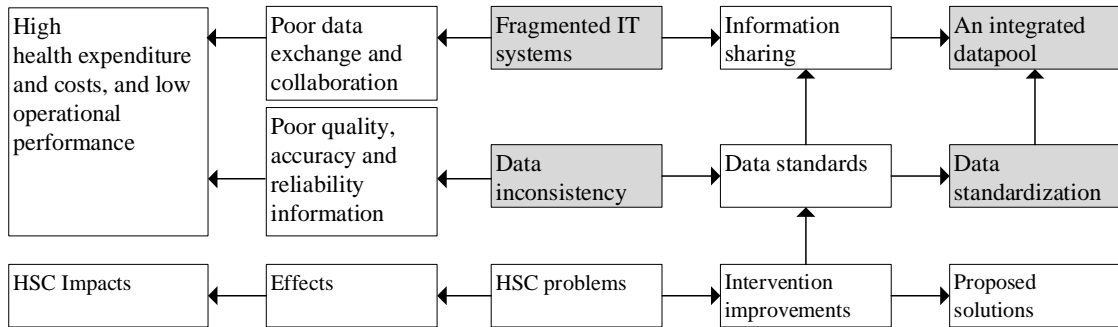 High
health expenditure
and costs, and low
operational
performance
Poor data
exchange and
collaboration
Fragmented IT
systems
Information
sharing
An integrated
datapool
Poor quality,
accuracy and
reliability
information
Data
inconsistency
Data standards
Data
standardization
HSC Impacts
Effects
HSC problems
Intervention
improvements
Proposed
solutions